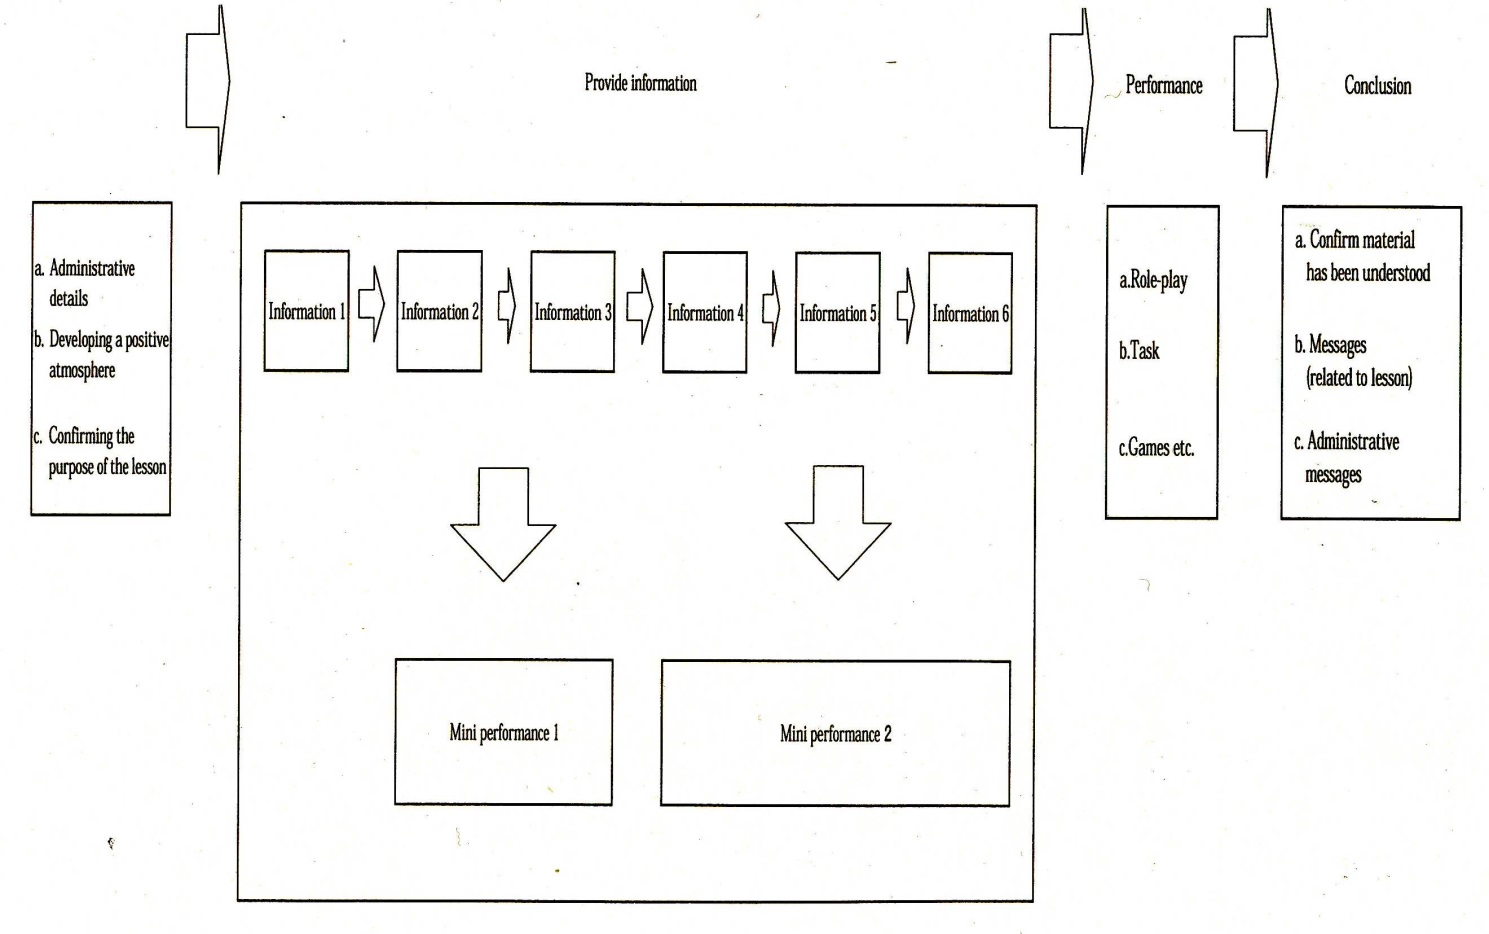 Provide information
Performance
Conclusion
a. Administrative
details
b. Developing a positive
atmosphere
c. Confirming the
purpose of the lesson
Information 1
Information 2
Information 3
Information 4
Information 5
Information 6
Mini performance 1
Mini performance 2
a.Role-play
b.Task
c.Games etc.
a. Confirm material
has been understood
b. Messages
(related to lesson)
c. Administrative
messages